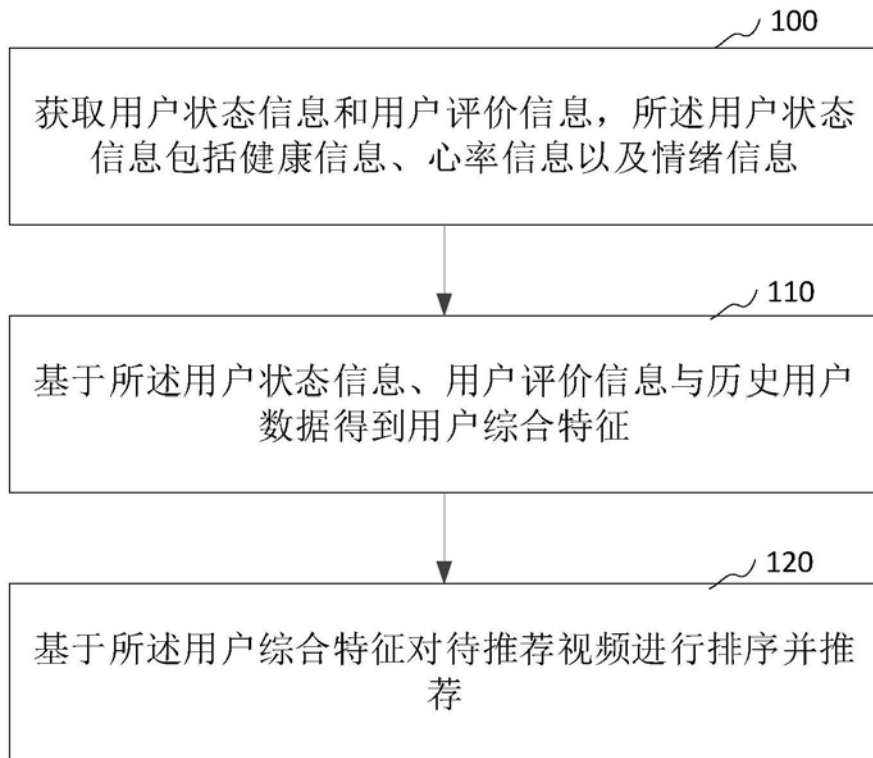 100
获取用户状态信息和用户评价信息，所述用户状态
信息包括健康信息、心率信息以及情绪信息
110
基于所述用户状态信息、用户评价信息与历史用户
数据得到用户综合特征
120
基于所述用户综合特征对待推荐视频进行排序并推
荐